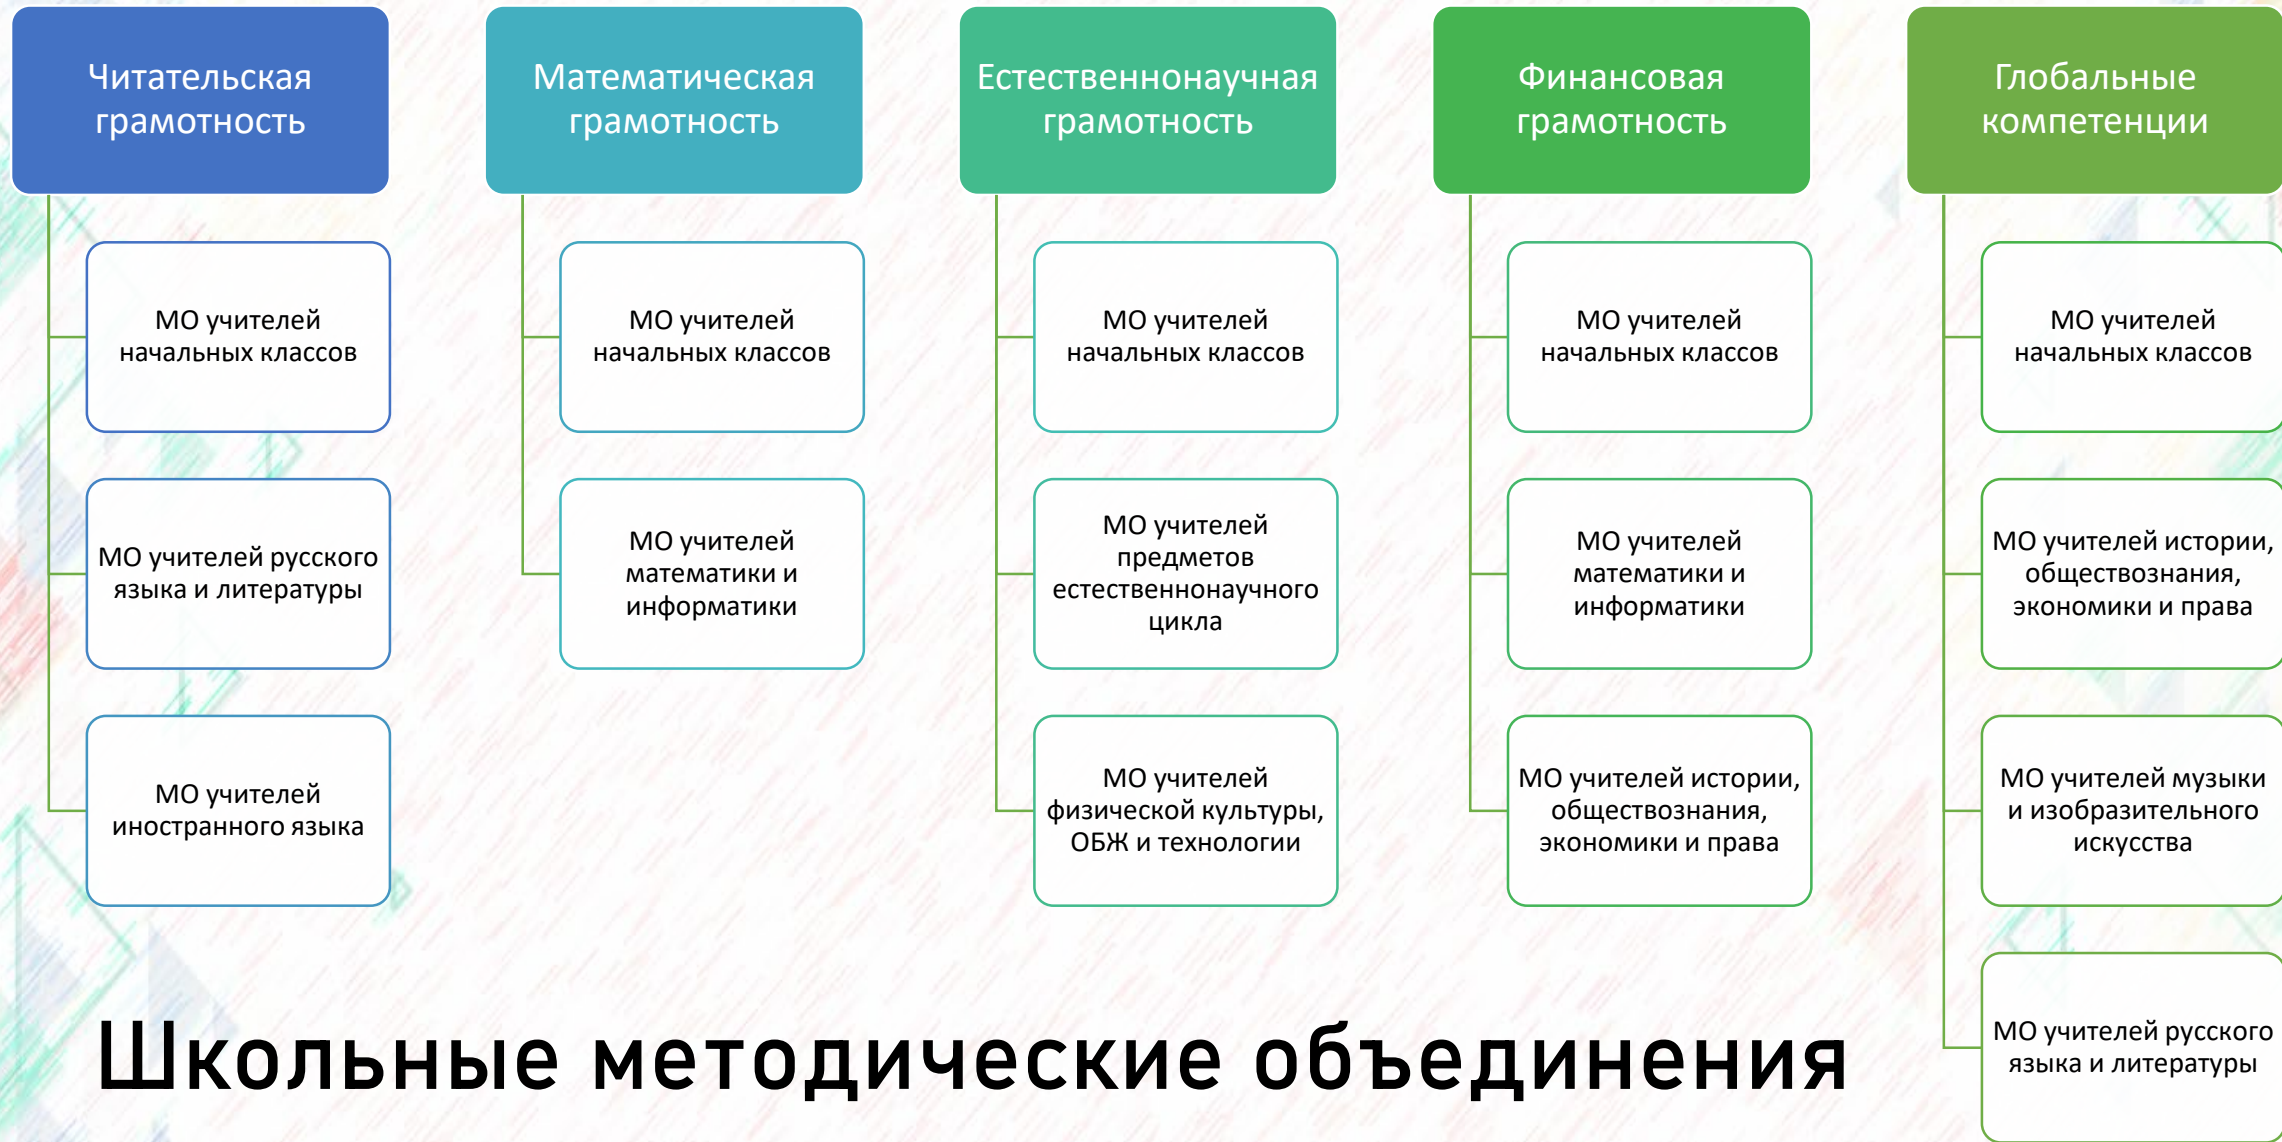 Читательская
грамотность
МО учителей
начальных классов
МО учителей русского
языка и литературы
МО учителей
иностранного языка
Математическая
грамотность
МО учителей
начальных классов
МО учителей
математики и
информатики
Естественнонаучная
грамотность
МО учителей
начальных классов
МО учителей
предметов
естественнонаучного
цикла
МО учителей
физической культуры,
ОБЖ и технологии
Финансовая
грамотность
МО учителей
начальных классов
МО учителей
математики и
информатики
МО учителей истории,
обществознания,
экономики и права
Глобальные
компетенции
МО учителей
начальных классов
МО учителей истории,
обществознания,
экономики и права
МО учителей музыки
и изобразительного
искусства
МО учителей русского
языка и литературы
Школьные методические объединения